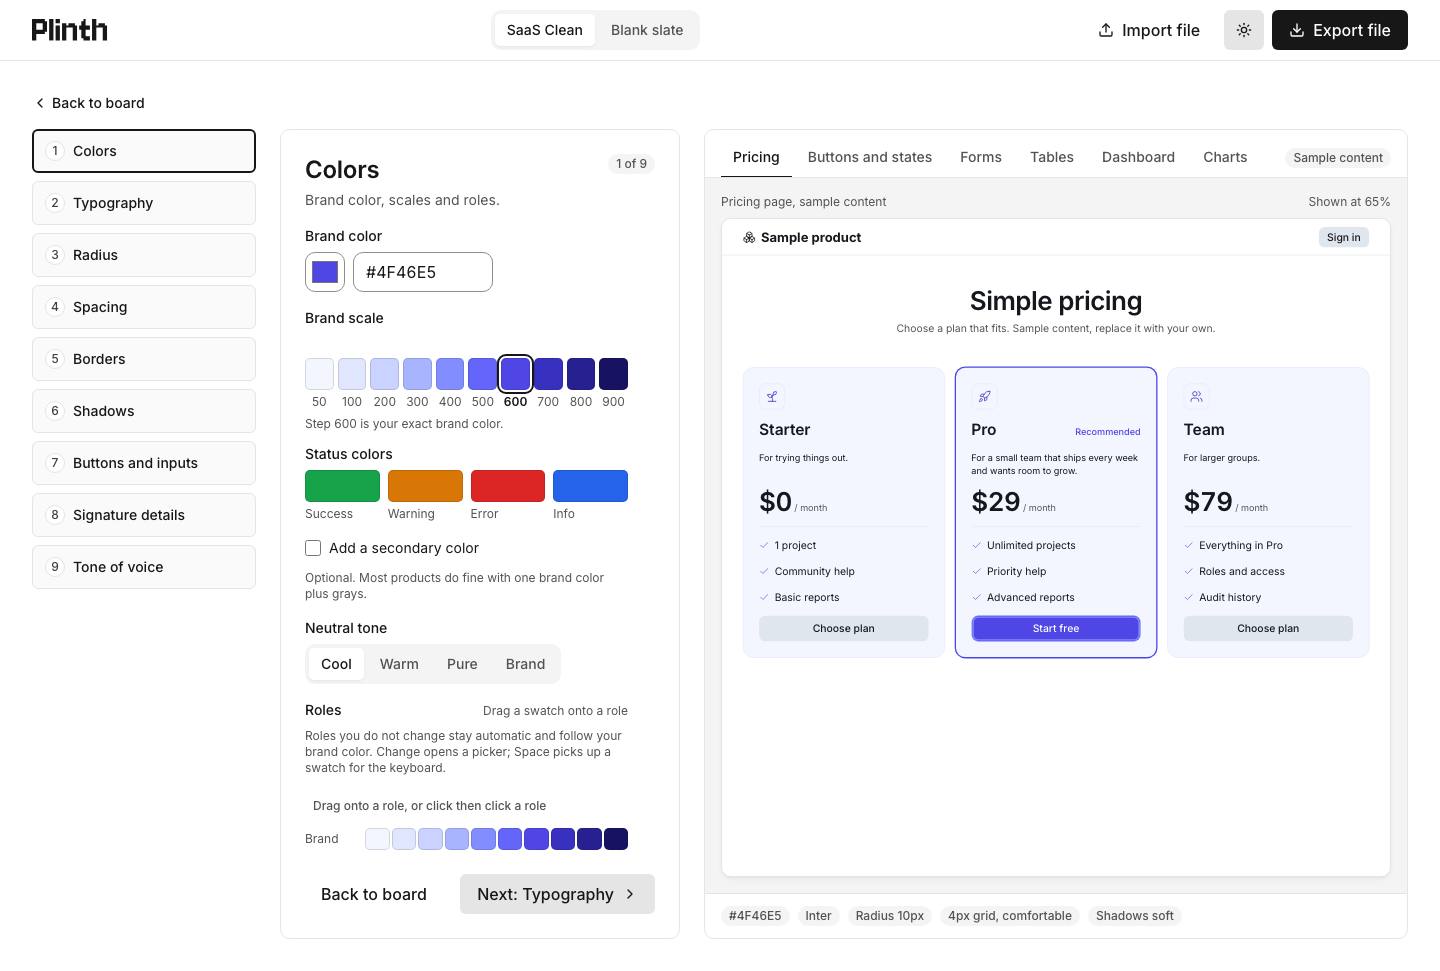 Plinth
SaaS Clean
Blank slate
Import file
Export file
Back to board
1 Colors
2 Typography
3 Radius
4 Spacing
5 Borders
6 Shadows
7 Buttons and inputs
8 Signature details
9 Tone of voice
Colors
1 of 9
Brand color, scales and roles.
Brand color
#4F46E5
Brand scale
50 100 200 300 400 500 600 700 800 900
Step 600 is your exact brand color.
Status colors
Success Warning Error Info
Add a secondary color
Optional. Most products do fine with one brand color
plus grays.
Neutral tone
Cool Warm Pure Brand
Roles
Drag a swatch onto a role
Roles you do not change stay automatic and follow your
brand color. Change opens a picker; Space picks up a
swatch for the keyboard.
Drag onto a role, or click then click a role
Brand
Back to board
Next: Typography
Pricing Buttons and states Forms Tables Dashboard Charts
Sample content
Pricing page, sample content
Shown at 65%
Sample product
Sign in
Simple pricing
Choose a plan that fits. Sample content, replace it with your own.
Starter
For trying things out.
$0 / month
1 project
Community help
Basic reports
Choose plan
Pro
Recommended
For a small team that ships every week
and wants room to grow.
$29 / month
Unlimited projects
Priority help
Advanced reports
Start free
Team
For larger groups.
$79 / month
Everything in Pro
Roles and access
Audit history
Choose plan
#4F46E5
Inter
Radius 10px
4px grid, comfortable
Shadows soft